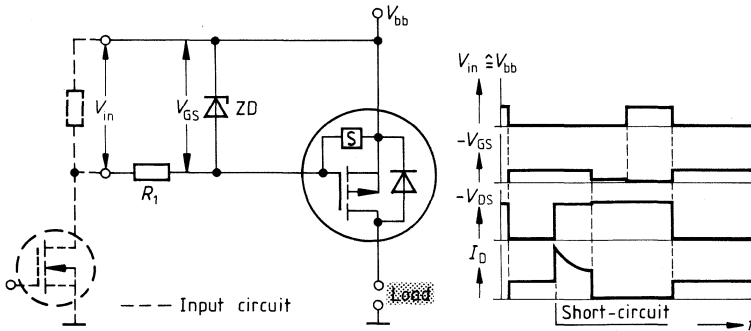 V_bb
V_in
V_GS
ZD
S
R_1
Load
--- Input circuit
V_in ≙ V_bb
-V_GS
-V_DS
I_D
Short-circuit
t